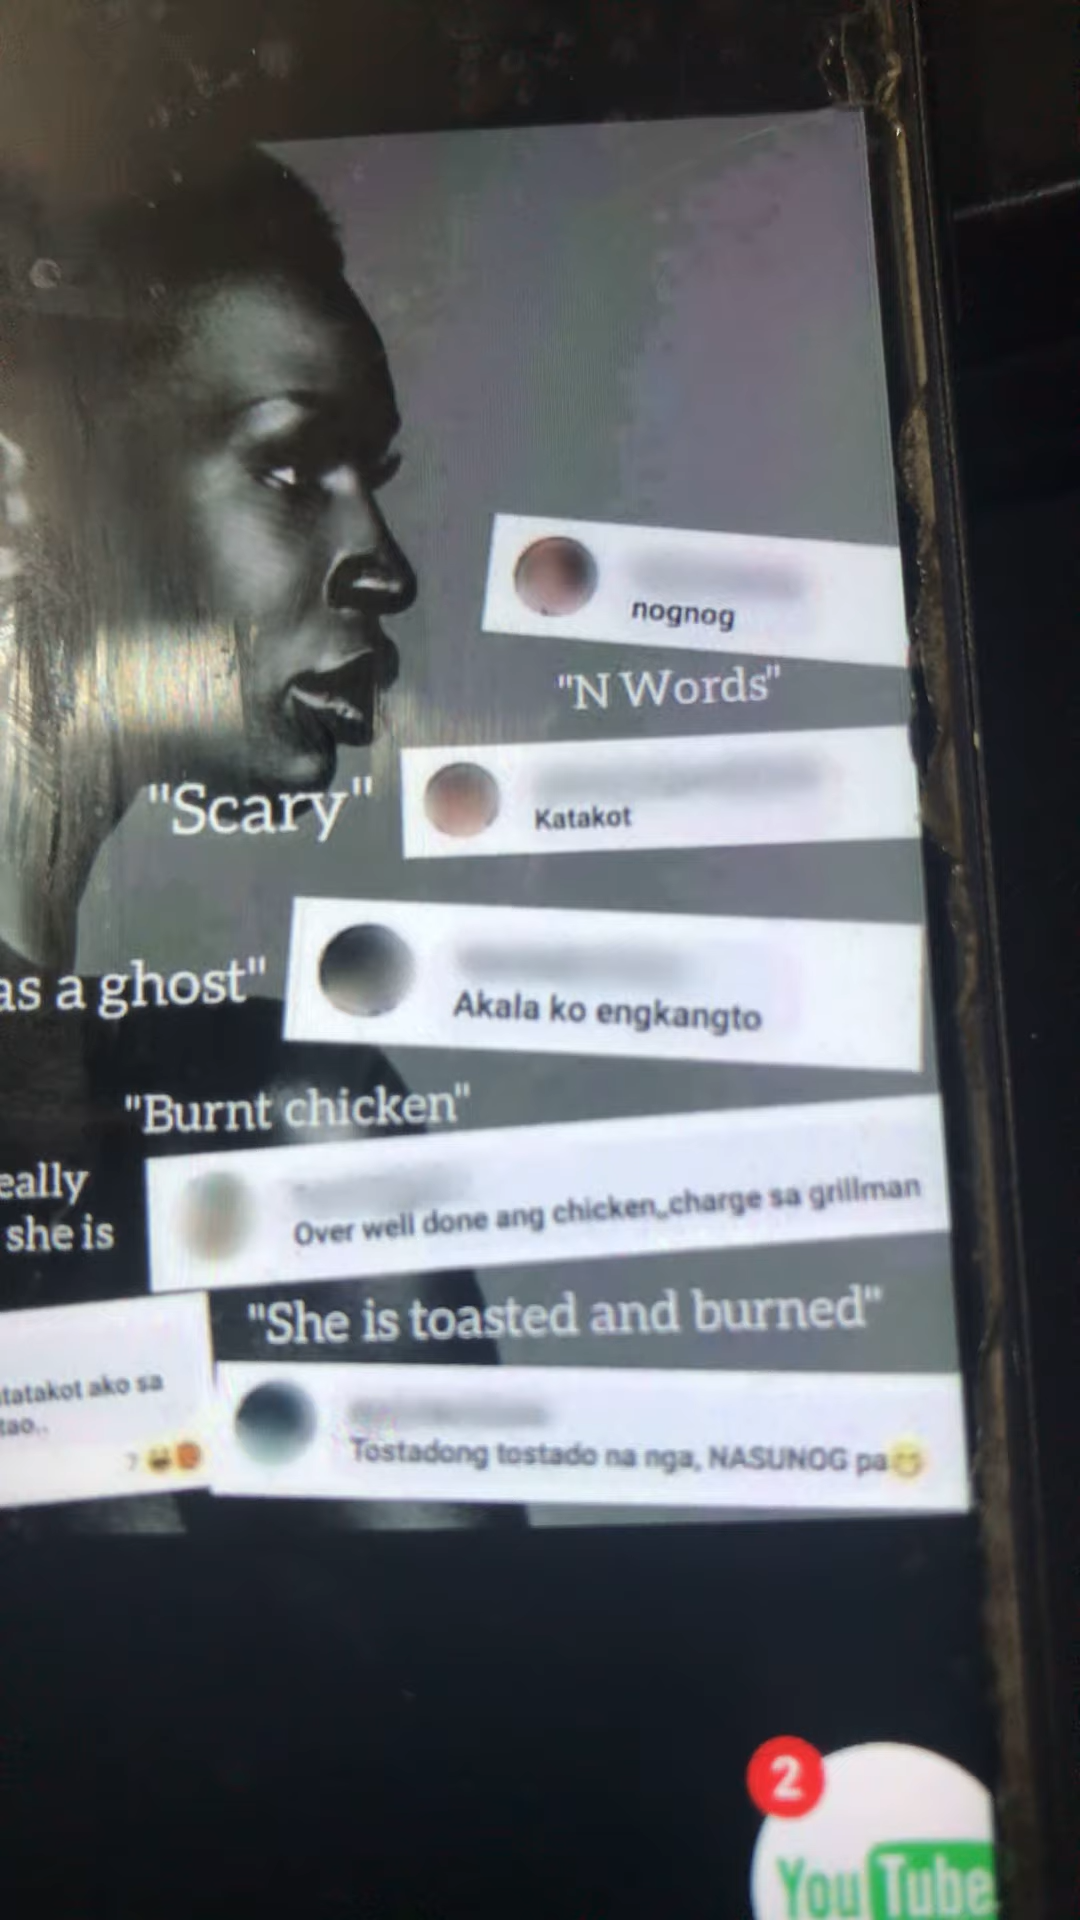 nognog
"N Words"
"Scary"
Katakot
as a ghost"
Akala ko engkangto
"Burnt chicken"
eally
she is
Over well done ang chicken,,charge sa grillman
"She is toasted and burned"
tatakot ako sa
tao..
7
Tostadong tostado na nga, NASUNOG pa
2
YouTube